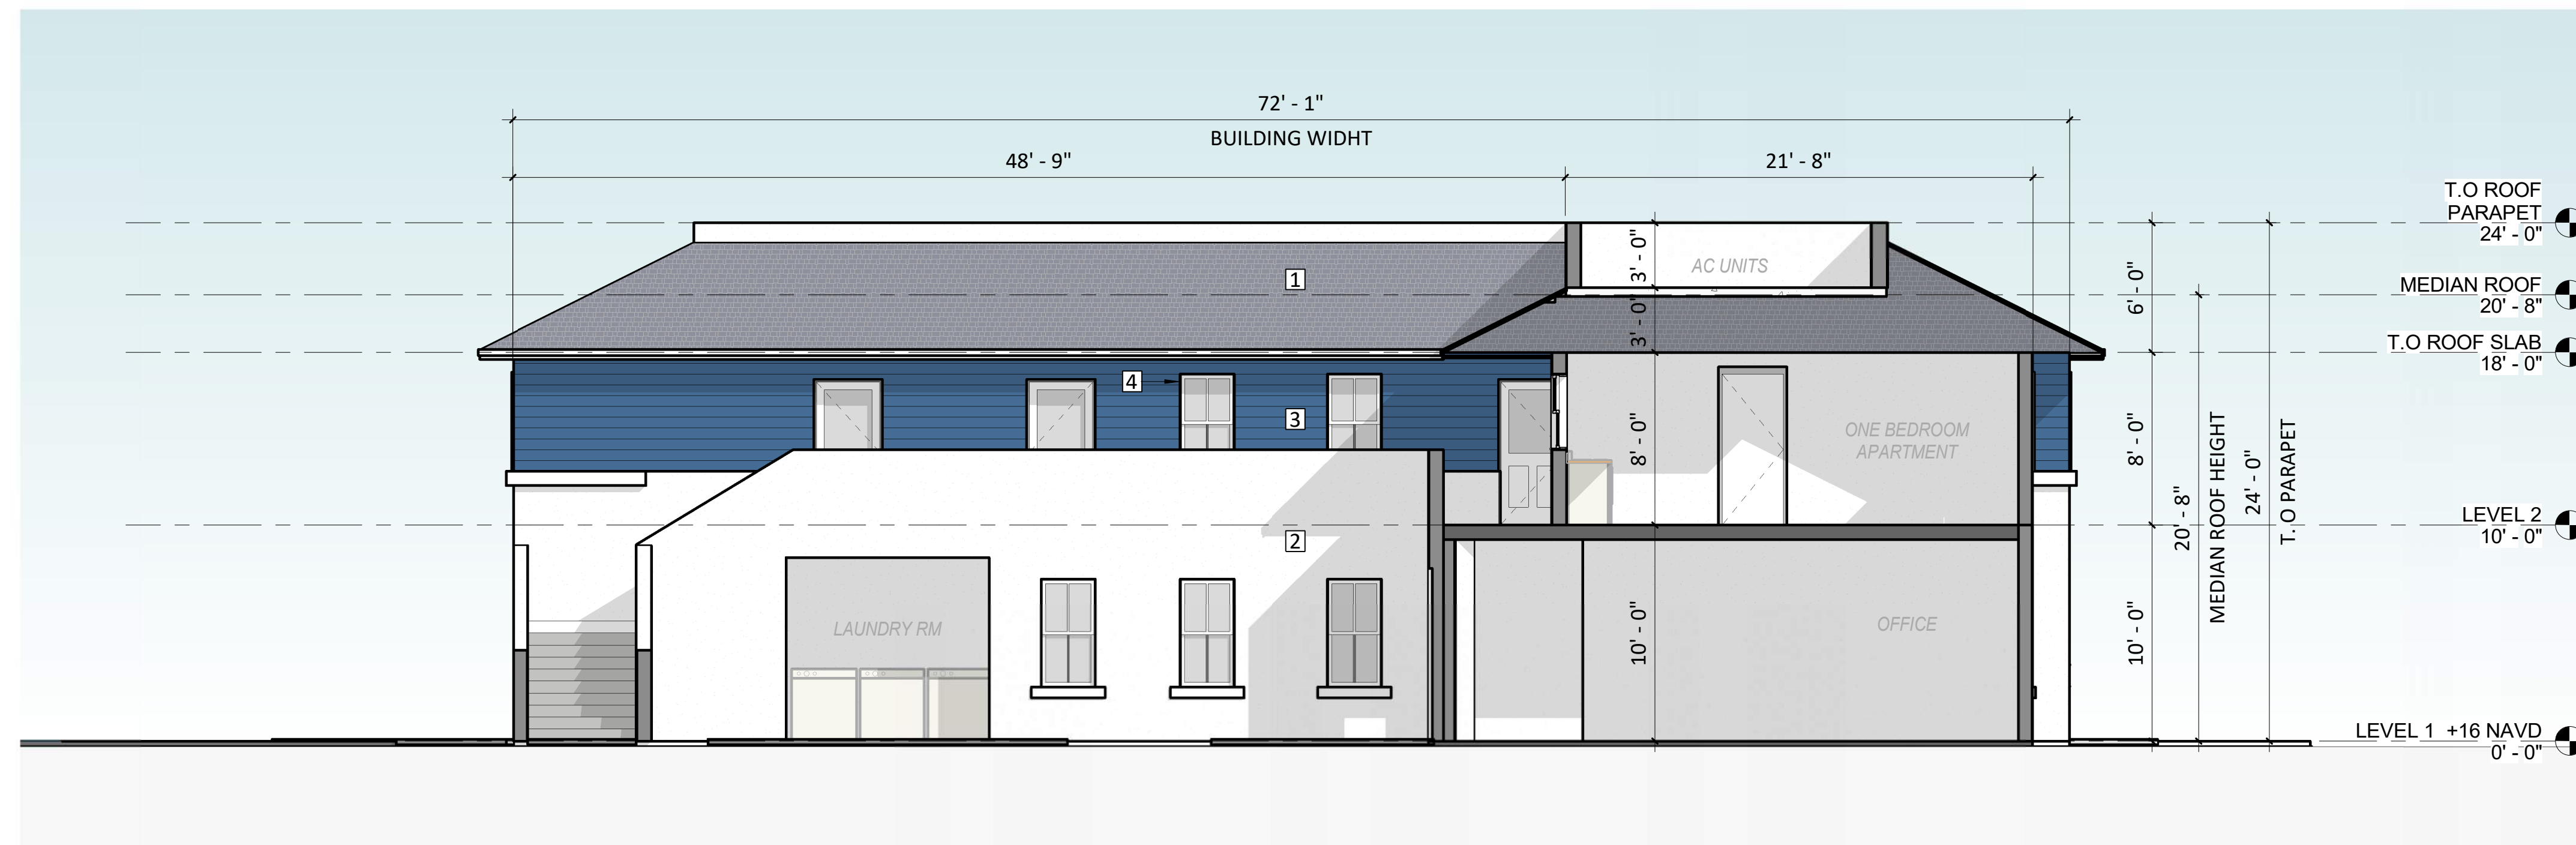 72' - 1"
BUILDING WIDHT
48' - 9"
21' - 8"
T.O ROOF
PARAPET
24' - 0"
3' - 0"
AC UNITS
1
6' - 0"
MEDIAN ROOF
20' - 8"
3' - 0"
T.O ROOF SLAB
18' - 0"
4
3
8' - 0"
ONE BEDROOM
APARTMENT
8' - 0"
20' - 8"
MEDIAN ROOF HEIGHT
24' - 0"
T.O PARAPET
LEVEL 2
10' - 0"
2
LAUNDRY RM
10' - 0"
OFFICE
10' - 0"
LEVEL 1 +16 NAVD
0' - 0"